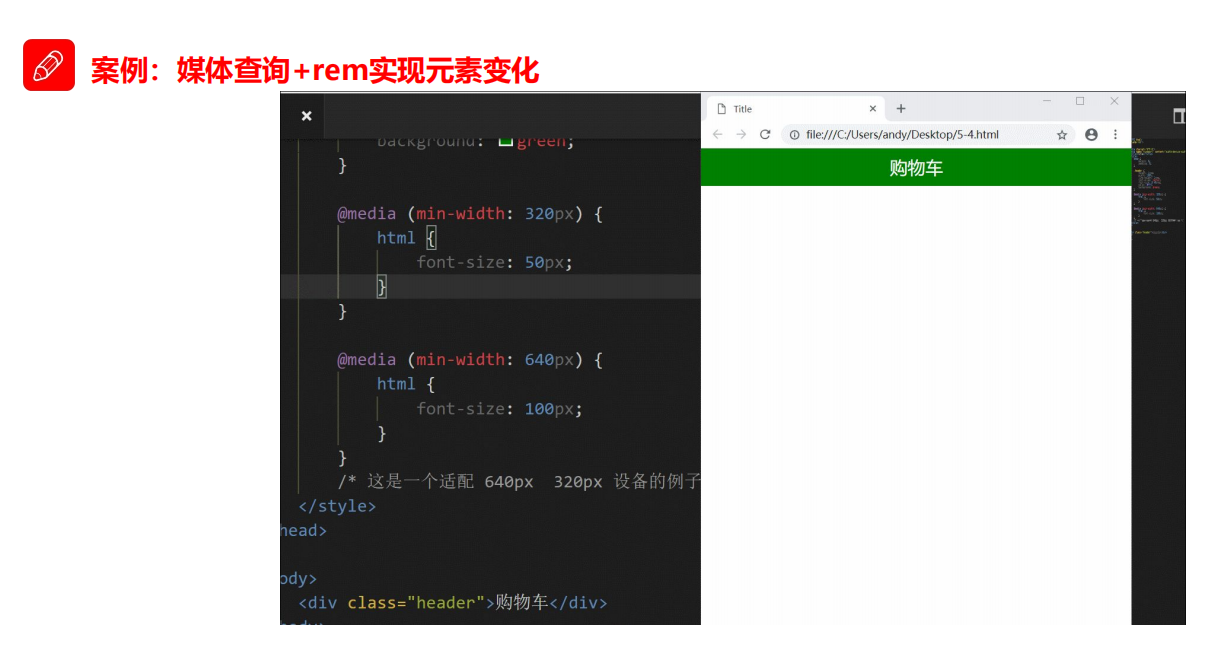 案例：媒体查询+rem实现元素变化
Title
file:///C:/Users/andy/Desktop/5-4.html
购物车
background: green;
}
@media (min-width: 320px) {
html {
font-size: 50px;
}
}
@media (min-width: 640px) {
html {
font-size: 100px;
}
}
/* 这是一个适配 640px  320px 设备的例子
</style>
head>
ody>
<div class="header">购物车</div>